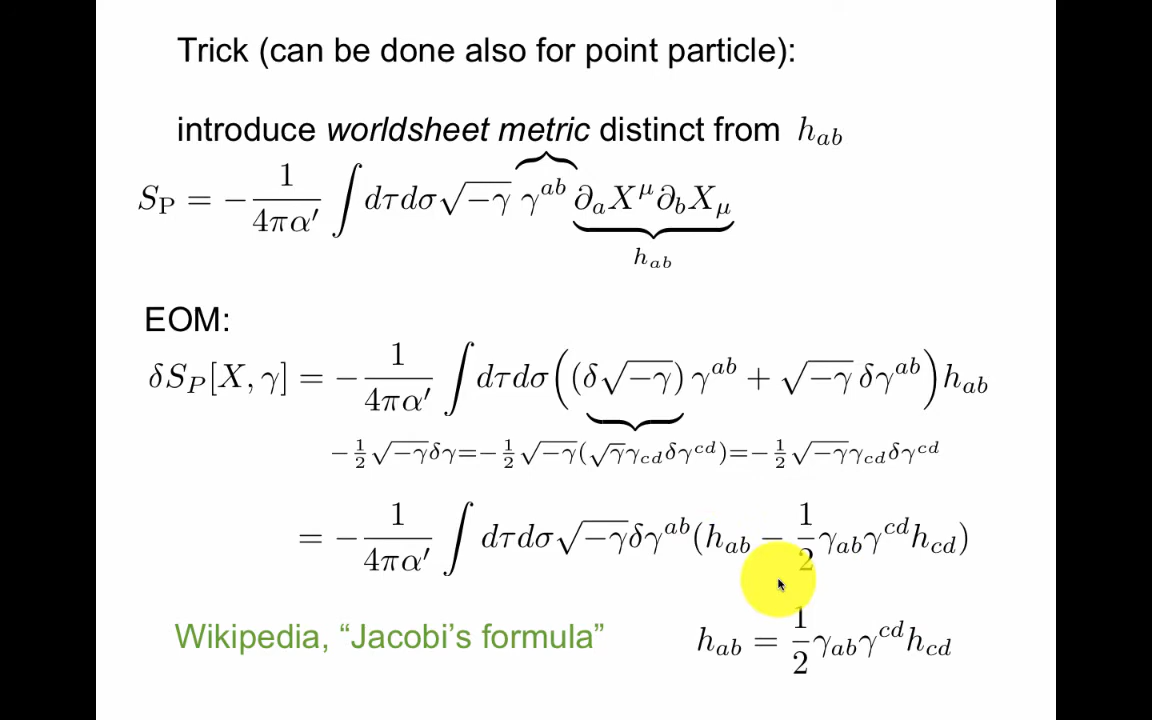 Trick (can be done also for point particle):
introduce worldsheet metric distinct from h_{ab}
S_P = -\frac{1}{4\pi\alpha'} \int d\tau d\sigma \sqrt{-\gamma} \gamma^{ab} \partial_a X^\mu \partial_b X_\mu
h_{ab}
EOM:
\delta S_P[X, \gamma] = -\frac{1}{4\pi\alpha'} \int d\tau d\sigma \Big( (\delta\sqrt{-\gamma}) \gamma^{ab} + \sqrt{-\gamma} \delta\gamma^{ab} \Big) h_{ab}
-\frac{1}{2}\sqrt{-\gamma}\delta\gamma = -\frac{1}{2}\sqrt{-\gamma}(\sqrt{\gamma}\gamma_{cd}\delta\gamma^{cd}) = -\frac{1}{2}\sqrt{-\gamma}\gamma_{cd}\delta\gamma^{cd}
= -\frac{1}{4\pi\alpha'} \int d\tau d\sigma \sqrt{-\gamma} \delta\gamma^{ab} (h_{ab} - \frac{1}{2}\gamma_{ab}\gamma^{cd}h_{cd})
Wikipedia, “Jacobi’s formula” h_{ab} = \frac{1}{2}\gamma_{ab}\gamma^{cd}h_{cd}